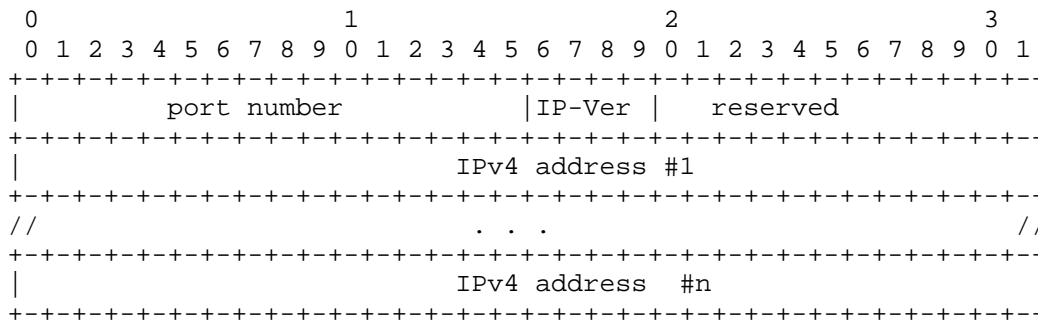 0                   1                   2                   3
 0 1 2 3 4 5 6 7 8 9 0 1 2 3 4 5 6 7 8 9 0 1 2 3 4 5 6 7 8 9 0 1
+-+-+-+-+-+-+-+-+-+-+-+-+-+-+-+-+-+-+-+-+-+-+-+-+-+-+-+-+-+-+-+--
|         port number           |IP-Ver |   reserved
+-+-+-+-+-+-+-+-+-+-+-+-+-+-+-+-+-+-+-+-+-+-+-+-+-+-+-+-+-+-+-+--
|                           IPv4 address #1
+-+-+-+-+-+-+-+-+-+-+-+-+-+-+-+-+-+-+-+-+-+-+-+-+-+-+-+-+-+-+-+--
//                           . . .                             //
+-+-+-+-+-+-+-+-+-+-+-+-+-+-+-+-+-+-+-+-+-+-+-+-+-+-+-+-+-+-+-+--
|                           IPv4 address  #n
+-+-+-+-+-+-+-+-+-+-+-+-+-+-+-+-+-+-+-+-+-+-+-+-+-+-+-+-+-+-+-+--